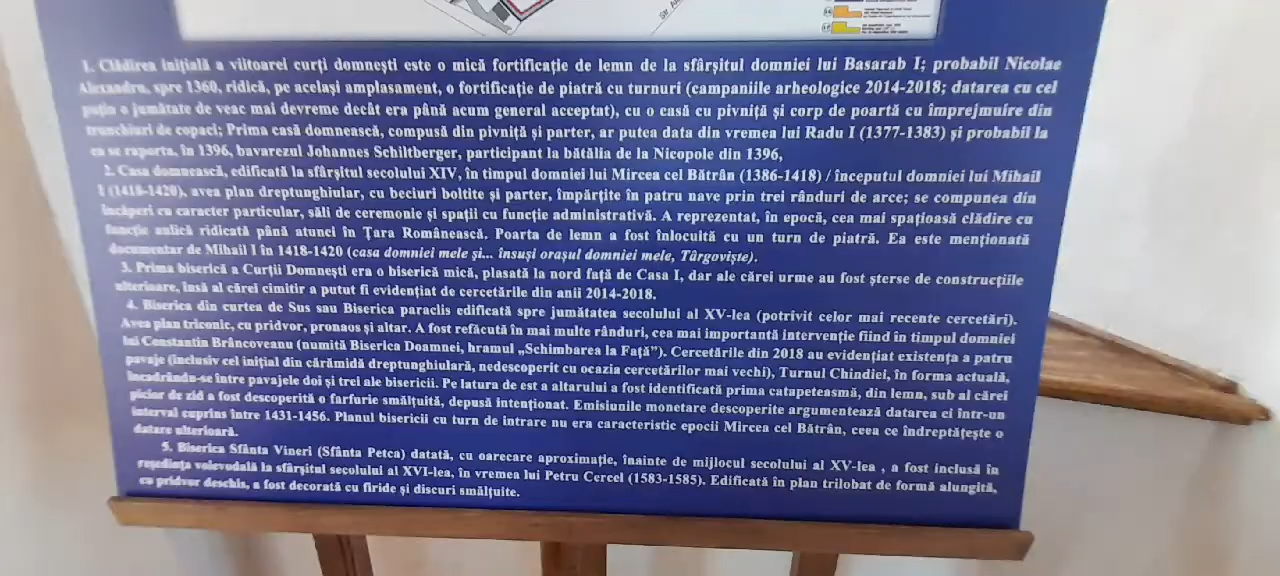 Str. A
1. Clădirea inițială a viitoarei curți domnești este o mică fortificație de lemn de la sfârșitul domniei lui Basarab I; probabil Nicolae
Alexandru, spre 1360, ridică, pe același amplasament, o fortificație de piatră cu turnuri (campaniile arheologice 2014-2018; datarea cu cel
puțin o jumătate de veac mai devreme decât era până acum general acceptat), cu o casă cu pivniță și corp de poartă cu împrejmuire din
trunchiuri de copaci; Prima casă domnească, compusă din pivniță și parter, ar putea data din vremea lui Radu I (1377-1383) și probabil la
ea se raporta, în 1396, bavarezul Johannes Schiltberger, participant la bătălia de la Nicopole din 1396,
2. Casa domnească, edificată la sfârșitul secolului XIV, în timpul domniei lui Mircea cel Bătrân (1386-1418) / începutul domniei lui Mihail
I (1418-1420), avea plan dreptunghiular, cu beciuri boltite și parter, împărțite în patru nave prin trei rânduri de arce; se compunea din
încăperi cu caracter particular, săli de ceremonie și spații cu funcție administrativă. A reprezentat, în epocă, cea mai spațioasă clădire cu
funcție aulică ridicată până atunci în Țara Românească. Poarta de lemn a fost înlocuită cu un turn de piatră. Ea este menționată
documentar de Mihail I în 1418-1420 (casa domniei mele și... însuși orașul domniei mele, Târgoviște).
3. Prima biserică a Curții Domnești era o biserică mică, plasată la nord față de Casa I, dar ale cărei urme au fost șterse de construcțiile
ulterioare, însă al cărei cimitir a putut fi evidențiat de cercetările din anii 2014-2018.
4. Biserica din curtea de Sus sau Biserica paraclis edificată spre jumătatea secolului al XV-lea (potrivit celor mai recente cercetări).
Avea plan triconic, cu pridvor, pronaos și altar. A fost refăcută în mai multe rânduri, cea mai importantă intervenție fiind în timpul domniei
lui Constantin Brâncoveanu (numită Biserica Doamnei, hramul „Schimbarea la Față”). Cercetările din 2018 au evidențiat existența a patru
pavaje (inclusiv cel inițial din cărămidă dreptunghiulară, nedescoperit cu ocazia cercetărilor mai vechi), Turnul Chindiei, în forma actuală,
încadrându-se între pavajele doi și trei ale bisericii. Pe latura de est a altarului a fost identificată prima catapeteasmă, din lemn, sub al cărei
picior de zid a fost descoperită o farfurie smălțuită, depusă intenționat. Emisiunile monetare descoperite argumentează datarea ei într-un
interval cuprins între 1431-1456. Planul bisericii cu turn de intrare nu era caracteristic epocii Mircea cel Bătrân, ceea ce îndreptățește o
datare ulterioară.
5. Biserica Sfânta Vineri (Sfânta Petca) datată, cu oarecare aproximație, înainte de mijlocul secolului al XV-lea , a fost inclusă în
reședința voievodală la sfârșitul secolului al XVI-lea, în vremea lui Petru Cercel (1583-1585). Edificată în plan trilobat de formă alungită,
cu pridvor deschis, a fost decorată cu firide și discuri smălțuite.